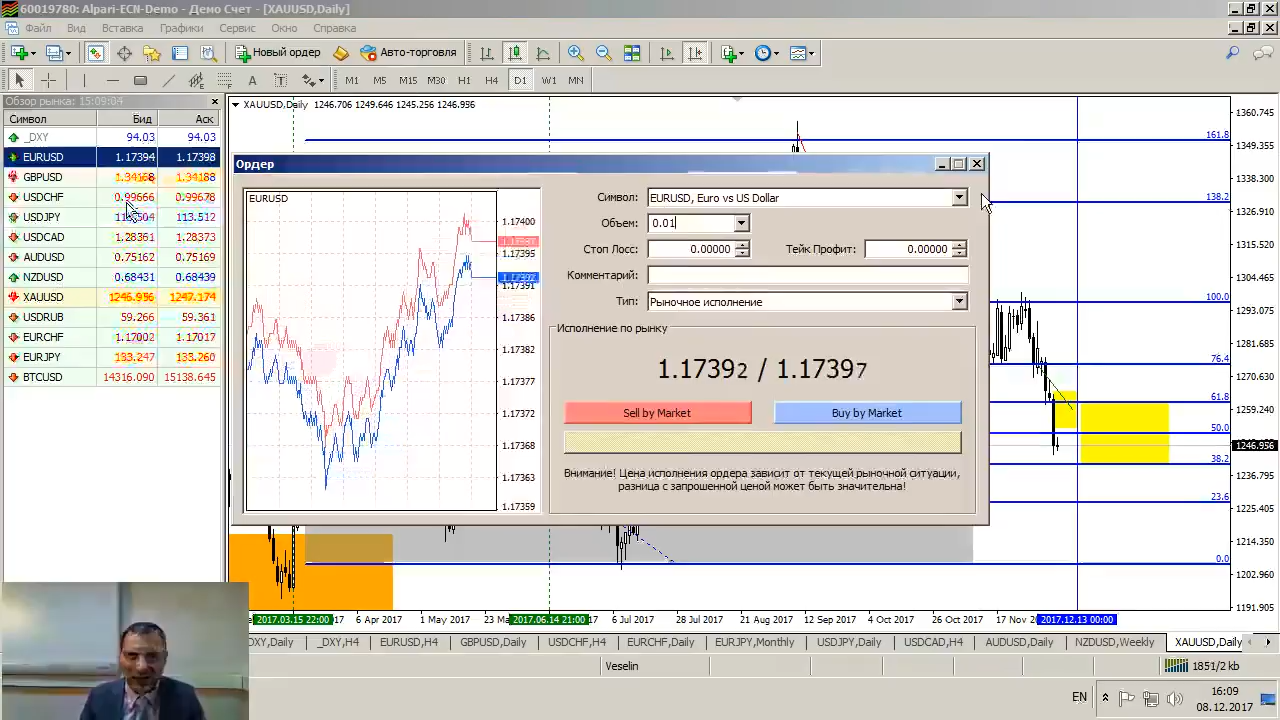 60019780: Alpari-ECN-Demo - Демо Счет - [XAUUSD,Daily]
Файл Вид Вставка Графики Сервис Окно Справка
Новый ордер Авто-торговля
A T M1 M5 M15 M30 H1 H4 D1 W1 MN
Обзор рынка: 15:09:04
Символ Бид Аск
_DXY 94.03 94.03
EURUSD 1.17394 1.17398
GBPUSD 1.34168 1.34188
USDCHF 0.99666 0.99678
USDJPY 113.512
USDCAD 1.28361 1.28373
AUDUSD 0.75162 0.75169
NZDUSD 0.68431 0.68439
XAUUSD 1246.956 1247.174
USDRUB 59.266 59.361
EURCHF 1.17002 1.17017
EURJPY 133.247 133.260
BTCUSD 14316.090 15138.645
XAUUSD,Daily 1246.706 1249.646 1245.256 1246.956
Ордер
EURUSD
1.17400
1.17395
1.17391
1.17386
1.17382
1.17377
1.17372
1.17368
1.17363
1.17359
Символ: EURUSD, Euro vs US Dollar
Объем: 0.01
Стоп Лосс: 0.00000 Тейк Профит: 0.00000
Комментарий:
Тип: Рыночное исполнение
Исполнение по рынку
1.17392 / 1.17397
Sell by Market Buy by Market
Внимание! Цена исполнения ордера зависит от текущей рыночной ситуации,
разница с запрошенной ценой может быть значительна!
161.8
138.2
100.0
76.4
61.8
50.0
38.2
23.6
0.0
1360.745
1349.355
1338.300
1326.910
1315.520
1304.465
1293.075
1281.685
1270.630
1259.240
1246.956
1236.795
1225.405
1214.350
1202.960
1191.905
2017.03.15 22:00 17 6 Apr 2017 1 May 2017 23 Ma 2017.06.14 21:00 17 6 Jul 2017 28 Jul 2017 21 Aug 2017 12 Sep 2017 4 Oct 2017 26 Oct 2017 17 Nov 2017.12.13 00:00
DXY,Daily _DXY,H4 EURUSD,H4 GBPUSD,Daily USDCHF,H4 EURCHF,Daily EURJPY,Monthly USDJPY,Daily USDCAD,H4 AUDUSD,Daily NZDUSD,Weekly XAUUSD,Daily
Veselin 1851/2 kb
EN 16:09
08.12.2017